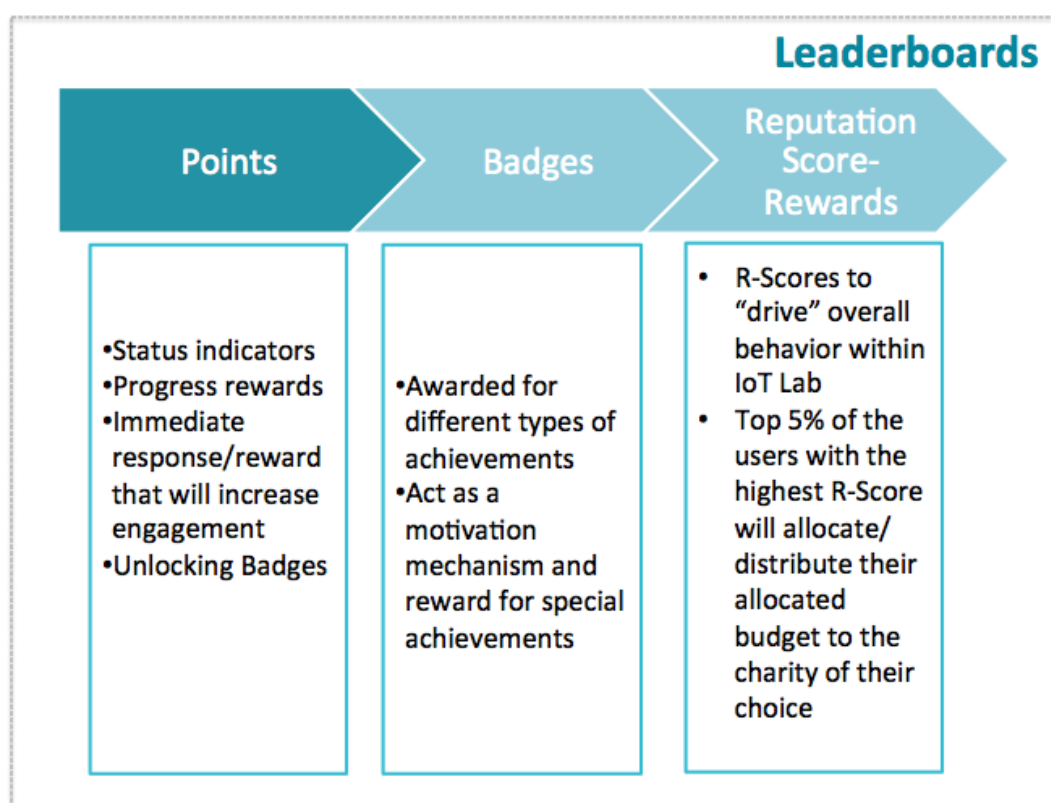 Leaderboards
Points
Badges
Reputation
Score-
Rewards
•Status indicators
•Progress rewards
•Immediate
response/reward
that will increase
engagement
•Unlocking Badges
•Awarded for
different types of
achievements
•Act as a
motivation
mechanism and
reward for special
achievements
• R-Scores to
“drive” overall
behavior within
IoT Lab
• Top 5% of the
users with the
highest R-Score
will allocate/
distribute their
allocated
budget to the
charity of their
choice